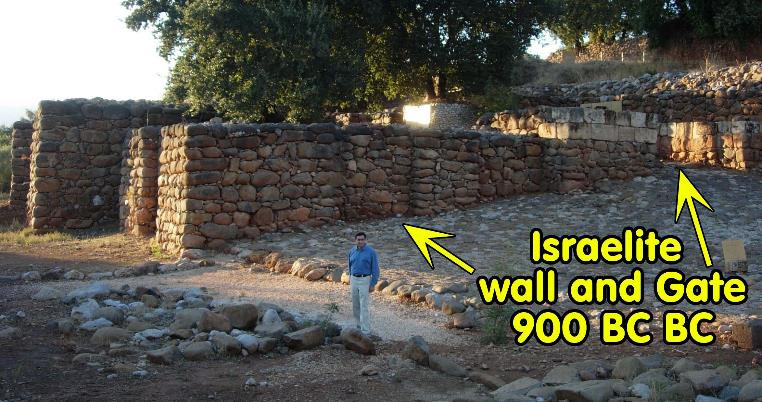 Israelite
wall and Gate
900 BC BC